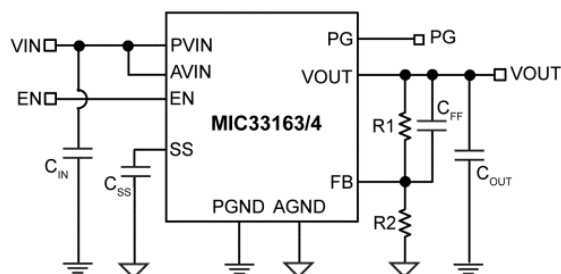 VIN
PVIN
PG
PG
AVIN
VOUT
VOUT
EN
EN
MIC33163/4
R1
CFF
SS
CIN
CSS
FB
COUT
PGND
AGND
R2